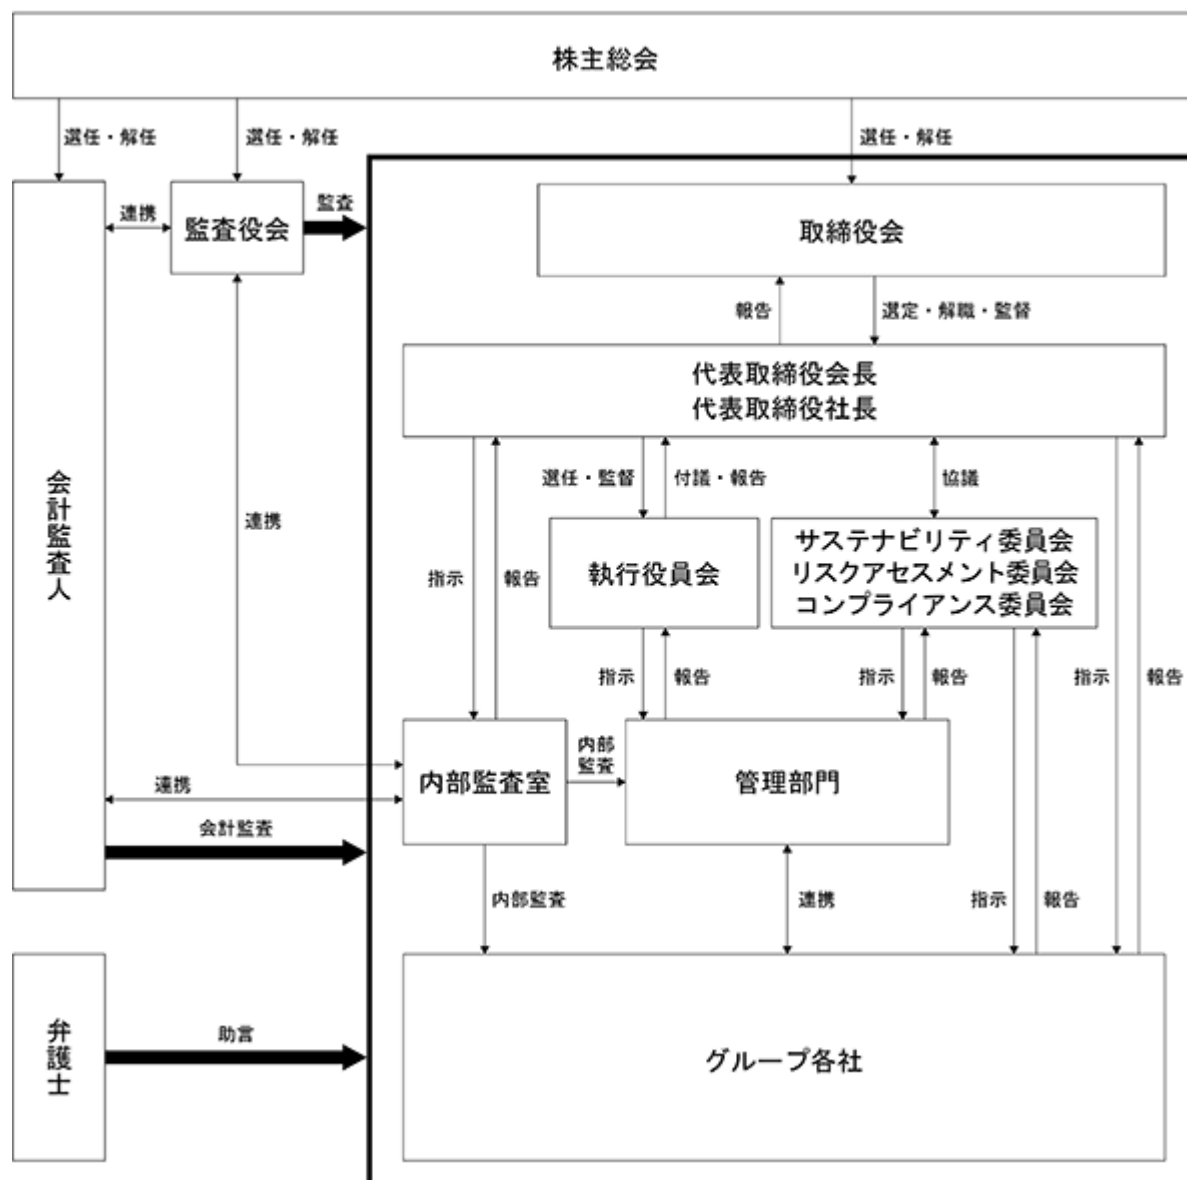 株主総会
選任・解任
選任・解任
選任・解任
連携
監査役会
監査
取締役会
報告
選定・解職・監督
代表取締役会長
代表取締役社長
会計監査人
連携
選任・監督
付議・報告
協議
指示
報告
執行役員会
サステナビリティ委員会
リスクアセスメント委員会
コンプライアンス委員会
指示
報告
指示
報告
指示
報告
連携
内部監査室
内部
監査
管理部門
会計監査
内部監査
連携
指示
報告
弁護士
助言
グループ各社